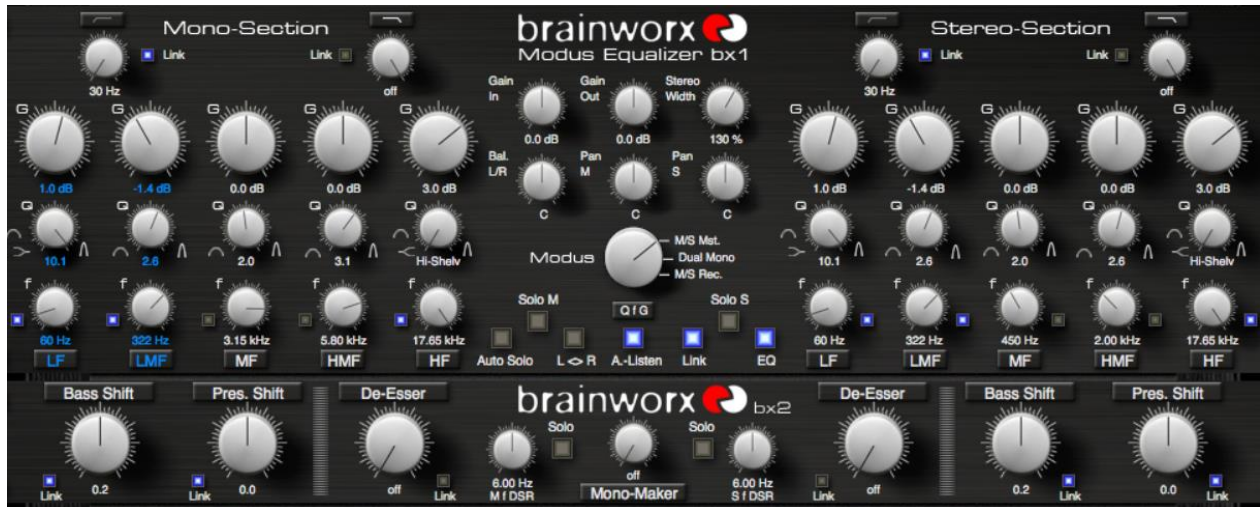 Mono-Section
brainworx
Modus Equalizer bx1
Stereo-Section
Link
Link
30 Hz
off
Link
Link
30 Hz
off
Gain In
Gain Out
Stereo Width
0.0 dB
0.0 dB
130 %
G G G G G
1.0 dB
-1.4 dB
0.0 dB
0.0 dB
3.0 dB
Bal. L/R
Pan M
Pan S
C
C
C
G G G G G
1.0 dB
-1.4 dB
0.0 dB
0.0 dB
3.0 dB
Q Q Q Q Q
10.1
2.6
2.0
3.1
Hi-Shelv
Modus
M/S Mst.
Dual Mono
M/S Rec.
Q Q Q Q Q
10.1
2.6
2.0
2.6
Hi-Shelv
f f f f f
60 Hz
322 Hz
3.15 kHz
5.80 kHz
17.65 kHz
LF
LMF
MF
HMF
HF
Solo M
Q f G
Solo S
Auto Solo
L <> R
A.-Listen
Link
EQ
f f f f f
60 Hz
322 Hz
450 Hz
2.00 kHz
17.65 kHz
LF
LMF
MF
HMF
HF
Bass Shift
Pres. Shift
De-Esser
brainworx bx2
De-Esser
Bass Shift
Pres. Shift
Link
0.2
Link
0.0
off
Link
Solo
6.00 Hz
M f DSR
off
Mono-Maker
Solo
6.00 Hz
S f DSR
Link
off
0.2
Link
0.0
Link